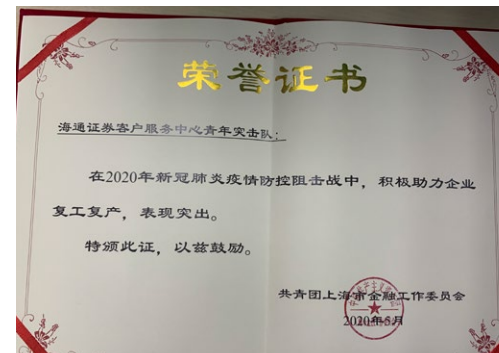 荣誉证书
海通证券客户服务中心青年突击队：
在2020年新冠肺炎疫情防控阻击战中，积极助力企业
复工复产，表现突出。
特颁此证，以兹鼓励。
共青团上海市金融工作委员会
2020年5月